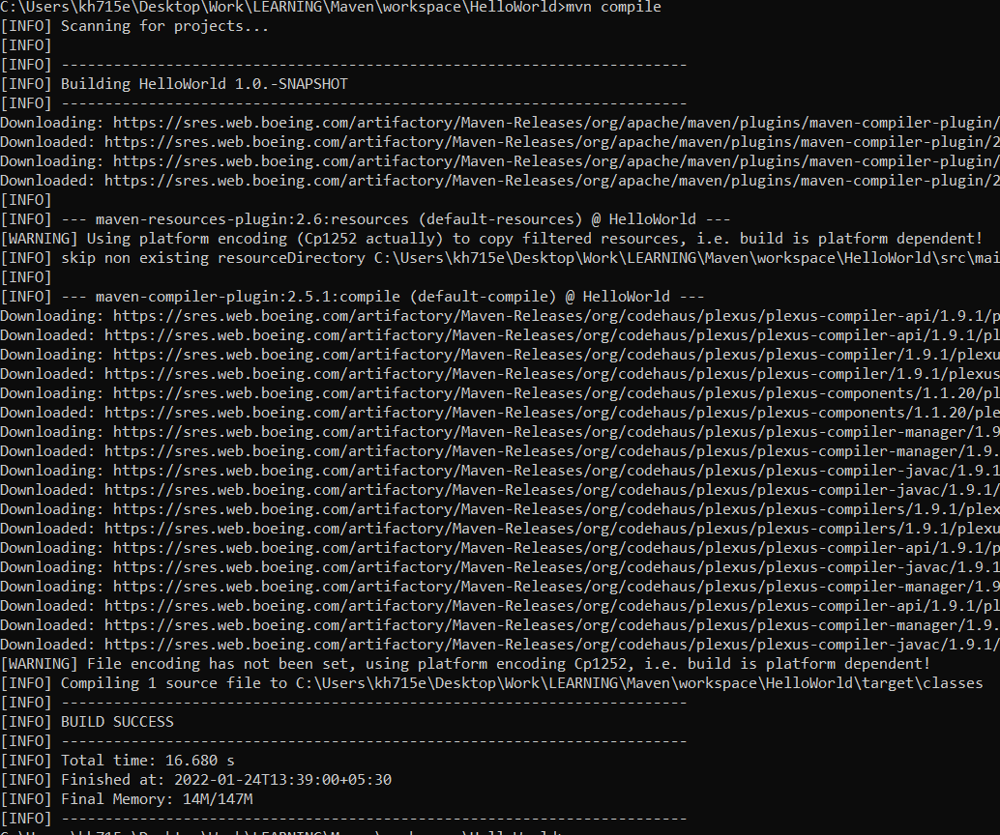 C:\Users\kh715e\Desktop\Work\LEARNING\Maven\workspace\HelloWorld>mvn compile
[INFO] Scanning for projects...
[INFO]
[INFO] ------------------------------------------------------------------------
[INFO] Building HelloWorld 1.0.-SNAPSHOT
[INFO] ------------------------------------------------------------------------
Downloading: https://sres.web.boeing.com/artifactory/Maven-Releases/org/apache/maven/plugins/maven-compiler-plugin/
Downloaded: https://sres.web.boeing.com/artifactory/Maven-Releases/org/apache/maven/plugins/maven-compiler-plugin/2
Downloading: https://sres.web.boeing.com/artifactory/Maven-Releases/org/apache/maven/plugins/maven-compiler-plugin/
Downloaded: https://sres.web.boeing.com/artifactory/Maven-Releases/org/apache/maven/plugins/maven-compiler-plugin/2
[INFO]
[INFO] --- maven-resources-plugin:2.6:resources (default-resources) @ HelloWorld ---
[WARNING] Using platform encoding (Cp1252 actually) to copy filtered resources, i.e. build is platform dependent!
[INFO] skip non existing resourceDirectory C:\Users\kh715e\Desktop\Work\LEARNING\Maven\workspace\HelloWorld\src\mai
[INFO]
[INFO] --- maven-compiler-plugin:2.5.1:compile (default-compile) @ HelloWorld ---
Downloading: https://sres.web.boeing.com/artifactory/Maven-Releases/org/codehaus/plexus/plexus-compiler-api/1.9.1/p
Downloaded: https://sres.web.boeing.com/artifactory/Maven-Releases/org/codehaus/plexus/plexus-compiler-api/1.9.1/pl
Downloading: https://sres.web.boeing.com/artifactory/Maven-Releases/org/codehaus/plexus/plexus-compiler/1.9.1/plexu
Downloaded: https://sres.web.boeing.com/artifactory/Maven-Releases/org/codehaus/plexus/plexus-compiler/1.9.1/plexus
Downloading: https://sres.web.boeing.com/artifactory/Maven-Releases/org/codehaus/plexus/plexus-components/1.1.20/pl
Downloaded: https://sres.web.boeing.com/artifactory/Maven-Releases/org/codehaus/plexus/plexus-components/1.1.20/ple
Downloading: https://sres.web.boeing.com/artifactory/Maven-Releases/org/codehaus/plexus/plexus-compiler-manager/1.9
Downloaded: https://sres.web.boeing.com/artifactory/Maven-Releases/org/codehaus/plexus/plexus-compiler-manager/1.9.
Downloading: https://sres.web.boeing.com/artifactory/Maven-Releases/org/codehaus/plexus/plexus-compiler-javac/1.9.1
Downloaded: https://sres.web.boeing.com/artifactory/Maven-Releases/org/codehaus/plexus/plexus-compiler-javac/1.9.1/
Downloading: https://sres.web.boeing.com/artifactory/Maven-Releases/org/codehaus/plexus/plexus-compilers/1.9.1/plex
Downloaded: https://sres.web.boeing.com/artifactory/Maven-Releases/org/codehaus/plexus/plexus-compilers/1.9.1/plexu
Downloading: https://sres.web.boeing.com/artifactory/Maven-Releases/org/codehaus/plexus/plexus-compiler-api/1.9.1/p
Downloading: https://sres.web.boeing.com/artifactory/Maven-Releases/org/codehaus/plexus/plexus-compiler-javac/1.9.1
Downloading: https://sres.web.boeing.com/artifactory/Maven-Releases/org/codehaus/plexus/plexus-compiler-manager/1.9
Downloaded: https://sres.web.boeing.com/artifactory/Maven-Releases/org/codehaus/plexus/plexus-compiler-api/1.9.1/pl
Downloaded: https://sres.web.boeing.com/artifactory/Maven-Releases/org/codehaus/plexus/plexus-compiler-manager/1.9.
Downloaded: https://sres.web.boeing.com/artifactory/Maven-Releases/org/codehaus/plexus/plexus-compiler-javac/1.9.1/
[WARNING] File encoding has not been set, using platform encoding Cp1252, i.e. build is platform dependent!
[INFO] Compiling 1 source file to C:\Users\kh715e\Desktop\Work\LEARNING\Maven\workspace\HelloWorld\target\classes
[INFO] ------------------------------------------------------------------------
[INFO] BUILD SUCCESS
[INFO] ------------------------------------------------------------------------
[INFO] Total time: 16.680 s
[INFO] Finished at: 2022-01-24T13:39:00+05:30
[INFO] Final Memory: 14M/147M
[INFO] ------------------------------------------------------------------------